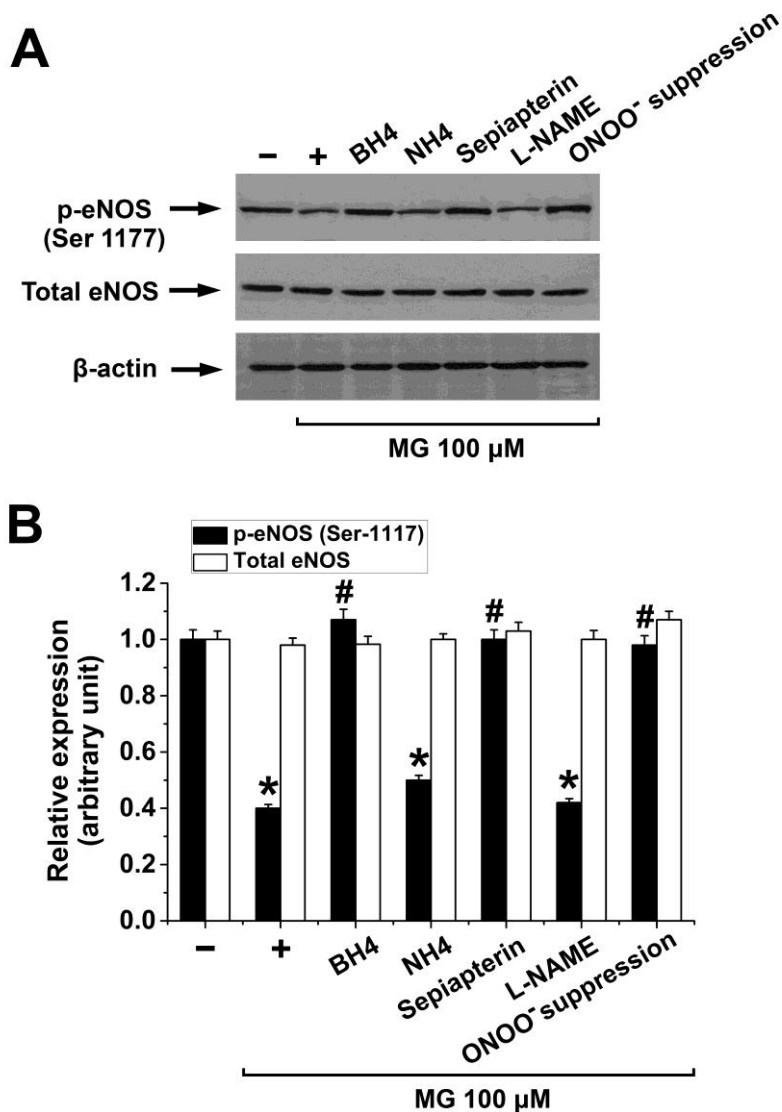 A
− + BH4 NH4 Sepiapterin L-NAME ONOO⁻ suppression
p-eNOS
(Ser 1177)
Total eNOS
β-actin
MG 100 μM
B
p-eNOS (Ser-1117)
Total eNOS
Relative expression
(arbitrary unit)
1.2
1.0
0.8
0.6
0.4
0.2
0.0
* # * # * #
− + BH4 NH4 Sepiapterin L-NAME ONOO⁻ suppression
MG 100 μM